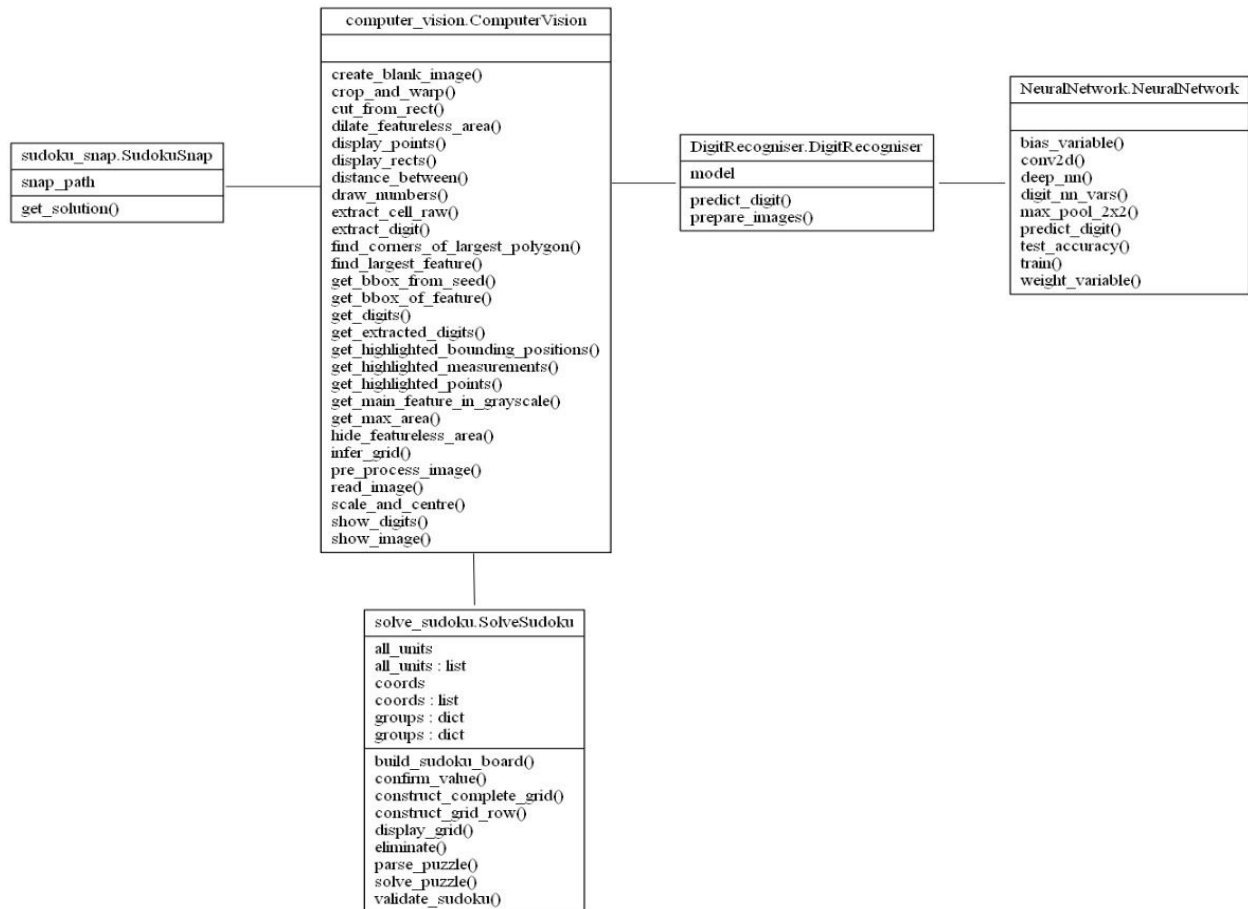 computer_vision.ComputerVision
create_blank_image()
crop_and_warp()
cut_from_rect()
dilate_featureless_area()
display_points()
display_rects()
distance_between()
draw_numbers()
extract_cell_raw()
extract_digit()
find_corners_of_largest_polygon()
find_largest_feature()
get_bbox_from_seed()
get_bbox_of_feature()
get_digits()
get_extracted_digits()
get_highlighted_bounding_positions()
get_highlighted_measurements()
get_highlighted_points()
get_main_feature_in_grayscale()
get_max_area()
hide_featureless_area()
infer_grid()
pre_process_image()
read_image()
scale_and_centre()
show_digits()
show_image()
sudoku_snap.SudokuSnap
snap_path
get_solution()
DigitRecogniser.DigitRecogniser
model
predict_digit()
prepare_images()
NeuralNetwork.NeuralNetwork
bias_variable()
conv2d()
deep_nn()
digit_nn_vars()
max_pool_2x2()
predict_digit()
test_accuracy()
train()
weight_variable()
solve_sudoku.SolveSudoku
all_units
all_units : list
coords
coords : list
groups : dict
groups : dict
build_sudoku_board()
confirm_value()
construct_complete_grid()
construct_grid_row()
display_grid()
eliminate()
parse_puzzle()
solve_puzzle()
validate_sudoku()